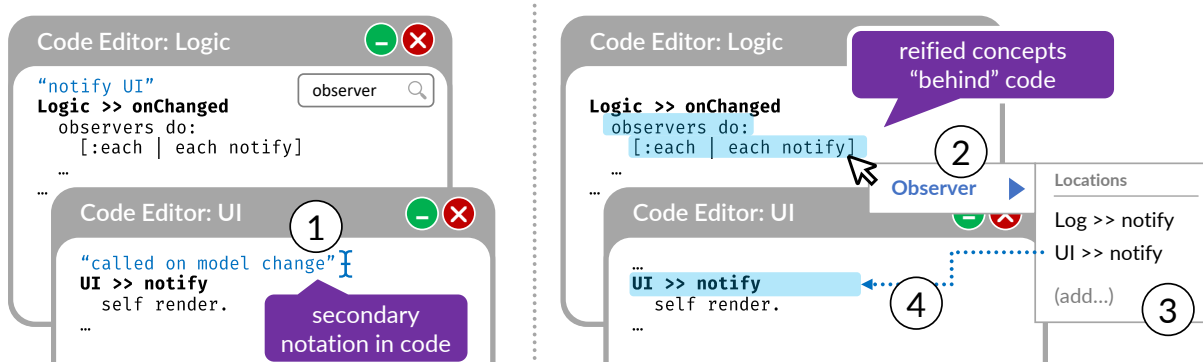 Code Editor: Logic
“notify UI”
observer
Logic >> onChanged
observers do:
[:each | each notify]
…
…
Code Editor: UI
1
“called on model change”
UI >> notify
self render.
…
secondary
notation in code
Code Editor: Logic
reified concepts
“behind” code
Logic >> onChanged
observers do:
[:each | each notify]
…
…
2
Observer
Locations
Log >> notify
UI >> notify
(add...)
3
Code Editor: UI
…
UI >> notify
self render.
…
4